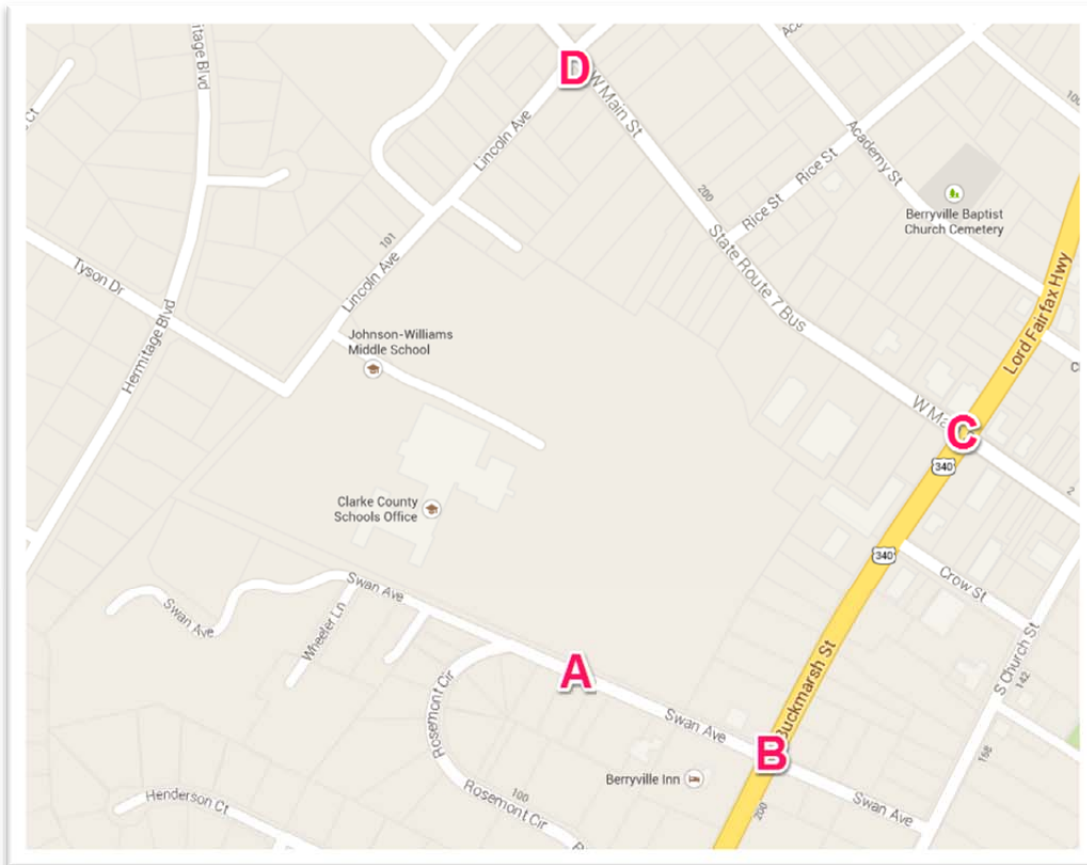 itage Blvd
Ct
D
W Main St
Lincoln Ave
Academy St
Rice St
Rice St
200
Berryville Baptist
Church Cemetery
101
Lincoln Ave
State Route 7 Bus
Tyson Dr
Hermitage Blvd
Lord Fairfax Hwy
Johnson-Williams
Middle School
W Ma
C
340
Clarke County
Schools Office
340
Crow St
Swan Ave
Swan Ave
Wheeler Ln
S Church St
142
A
Rosemont Cir
Buckmarsh St
Swan Ave
B
168
Berryville Inn
Henderson Ct
100
Rosemont Cir
200
Swan Ave